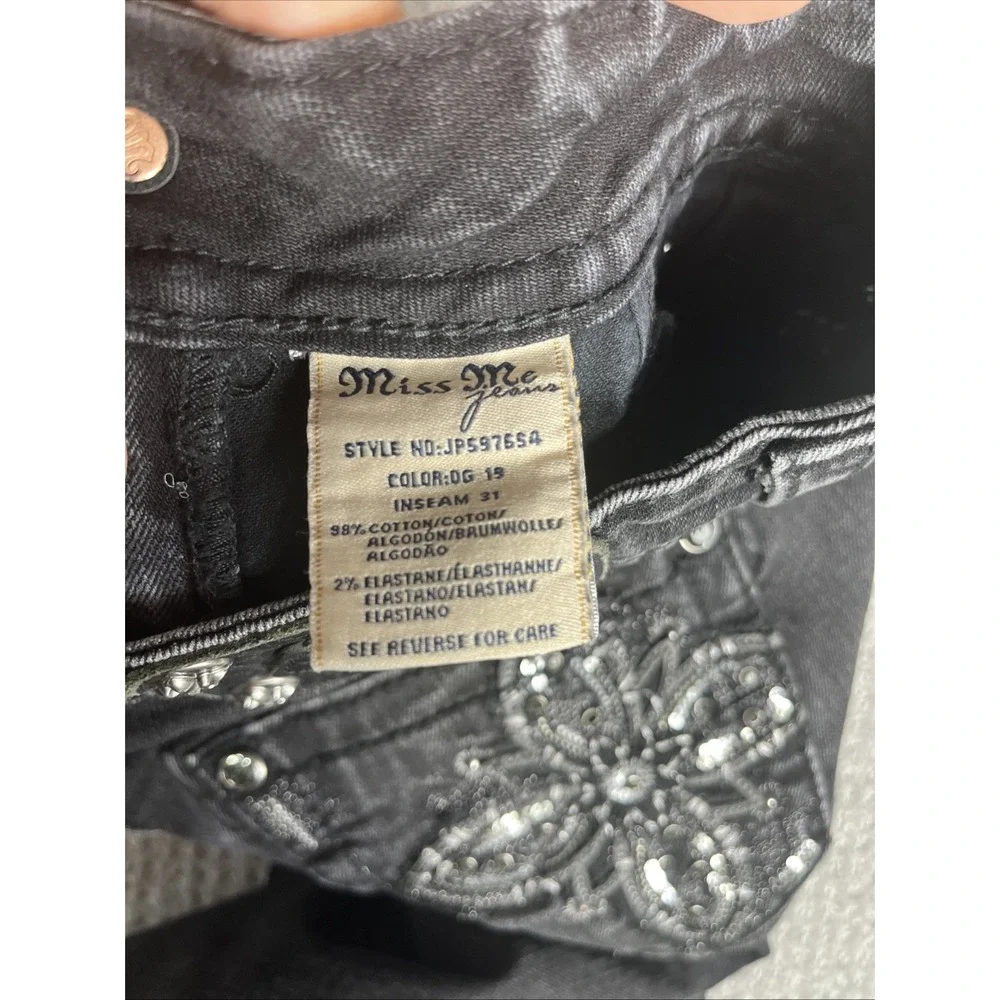 Miss Me
jeans
STYLE NO:JP5976S4
COLOR:DG 19
INSEAM 31
98% COTTON/COTON/
ALGODÓN/BAUMWOLLE/
ALGODÃO
2% ELASTANE/ÉLASTHANNE/
ELASTANO/ELASTAN/
ELASTANO
SEE REVERSE FOR CARE